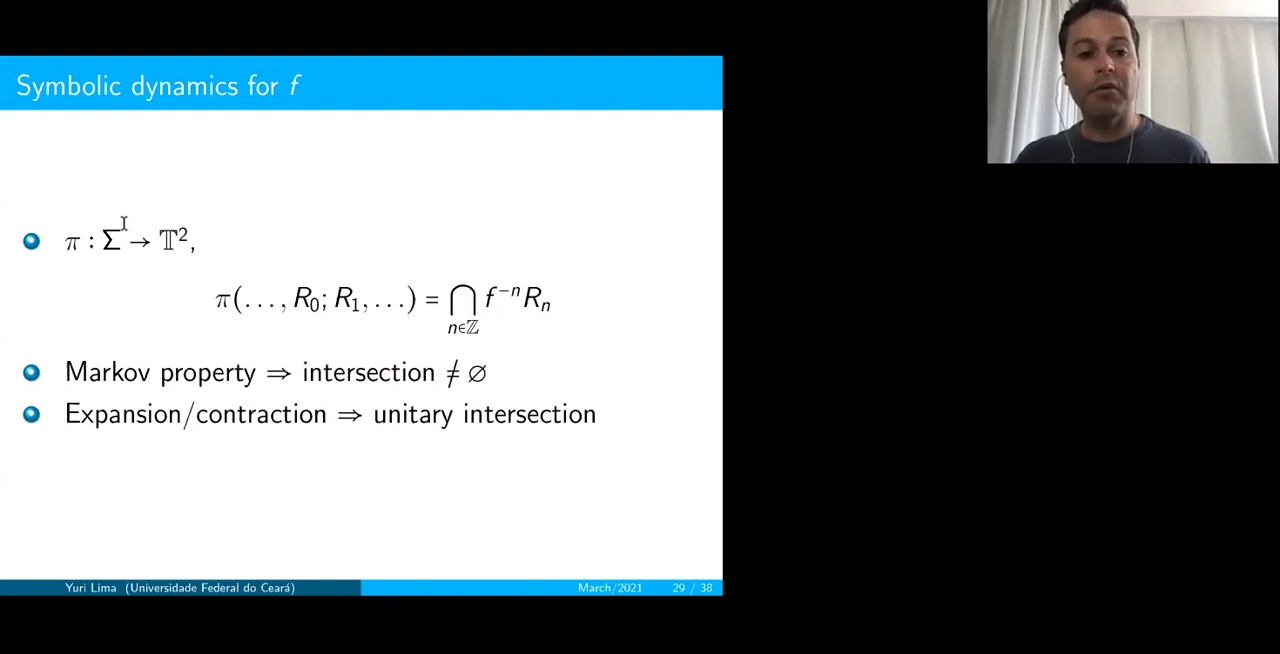 Symbolic dynamics for f
π : Σ → 𝕋²,
π(…, R₀; R₁, …) = ⋂ f⁻ⁿRₙ
n∈ℤ
Markov property ⇒ intersection ≠ ∅
Expansion/contraction ⇒ unitary intersection
Yuri Lima (Universidade Federal do Ceará) March/2021 29 / 38